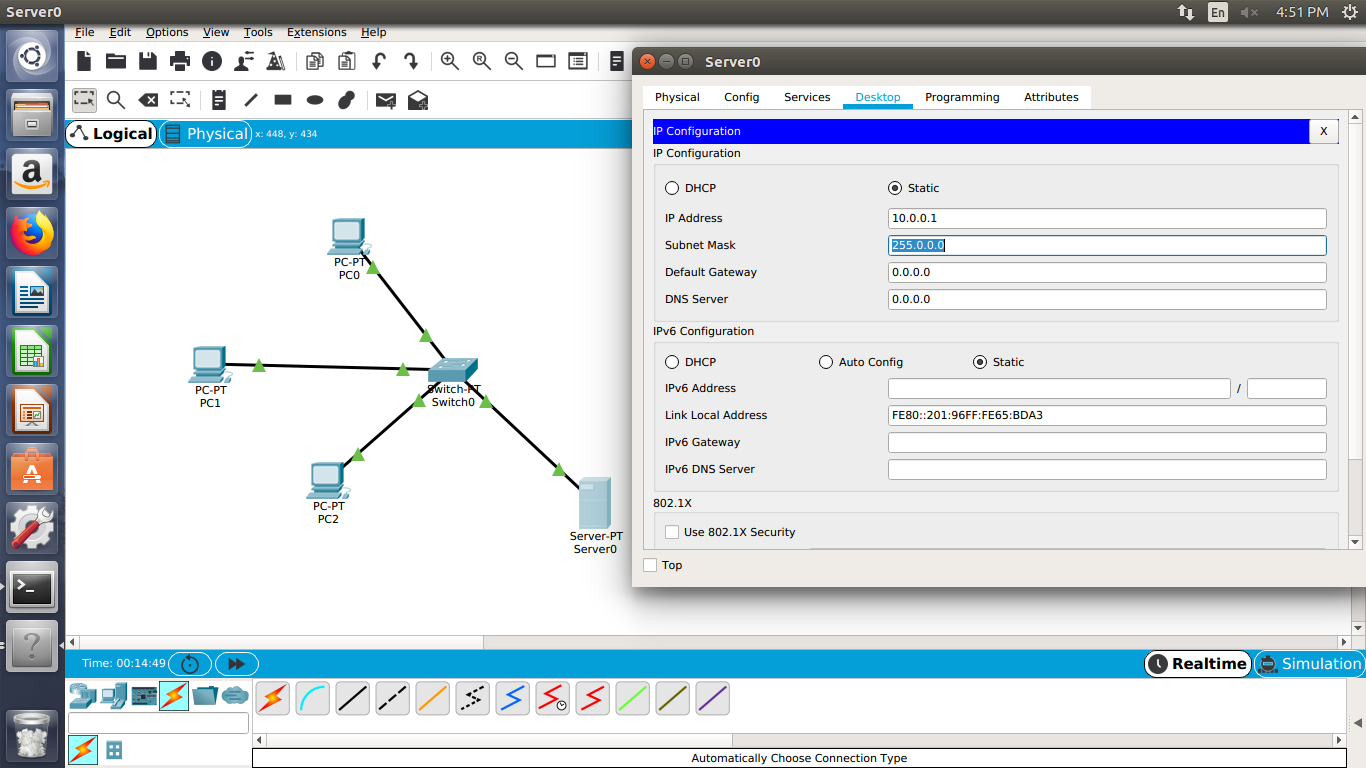 Server0
En
4:51 PM
File Edit Options View Tools Extensions Help
Server0
Physical Config Services Desktop Programming Attributes
Logical
Physical
x: 448, y: 434
IP Configuration
X
IP Configuration
DHCP
Static
IP Address
10.0.0.1
Subnet Mask
255.0.0.0
Default Gateway
0.0.0.0
DNS Server
0.0.0.0
IPv6 Configuration
DHCP
Auto Config
Static
IPv6 Address
/
Link Local Address
FE80::201:96FF:FE65:BDA3
IPv6 Gateway
IPv6 DNS Server
802.1X
Use 802.1X Security
Top
PC-PT
PC0
PC-PT
PC1
Switch-PT
Switch0
PC-PT
PC2
Server-PT
Server0
Time: 00:14:49
Realtime
Simulation
Automatically Choose Connection Type